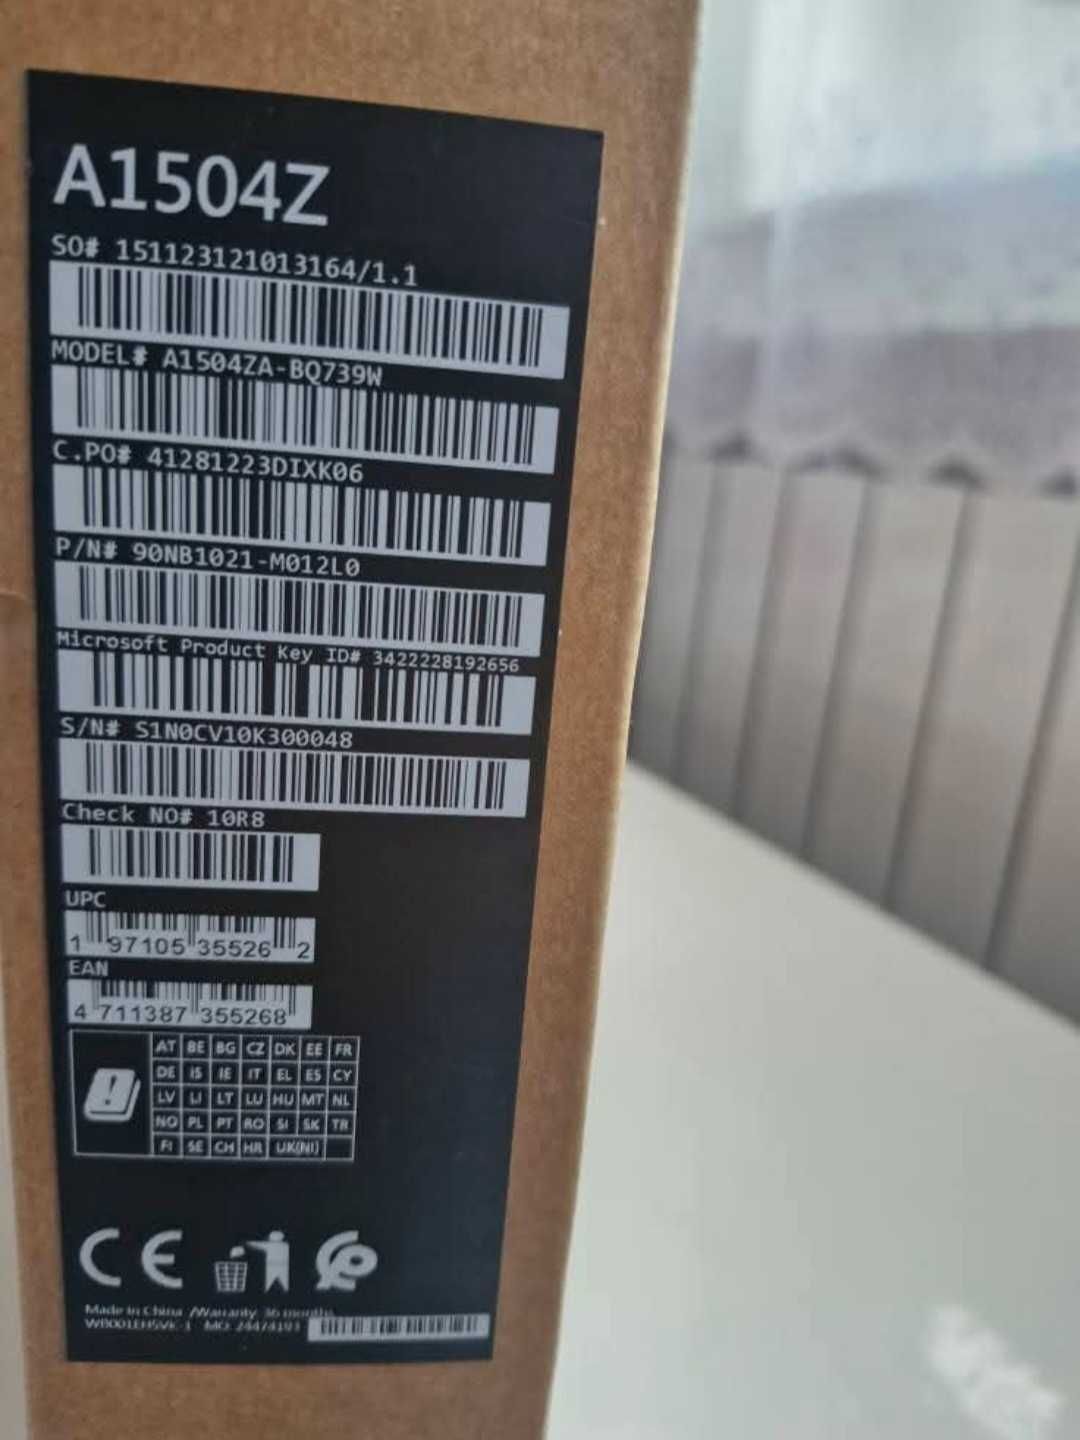 A1504Z
SO# 151123121013164/1.1
MODEL# A1504ZA-BQ739W
C.PO# 41281223DIXK06
P/N# 90NB1021-M012L0
Microsoft Product Key ID# 3422228192656
S/N# S1N0CV10K300048
Check NO# 10R8
UPC
1 97105 35526 2
EAN
4 711387 355268
AT BE BG CZ DK EE FR
DE IS IE IT EL ES CY
LV LI LT LU HU MT NL
NO PL PT RO SI SK TR
FI SE CH HR UK(NI)
CE
Made in China /Warranty 36 months
MO 24474193